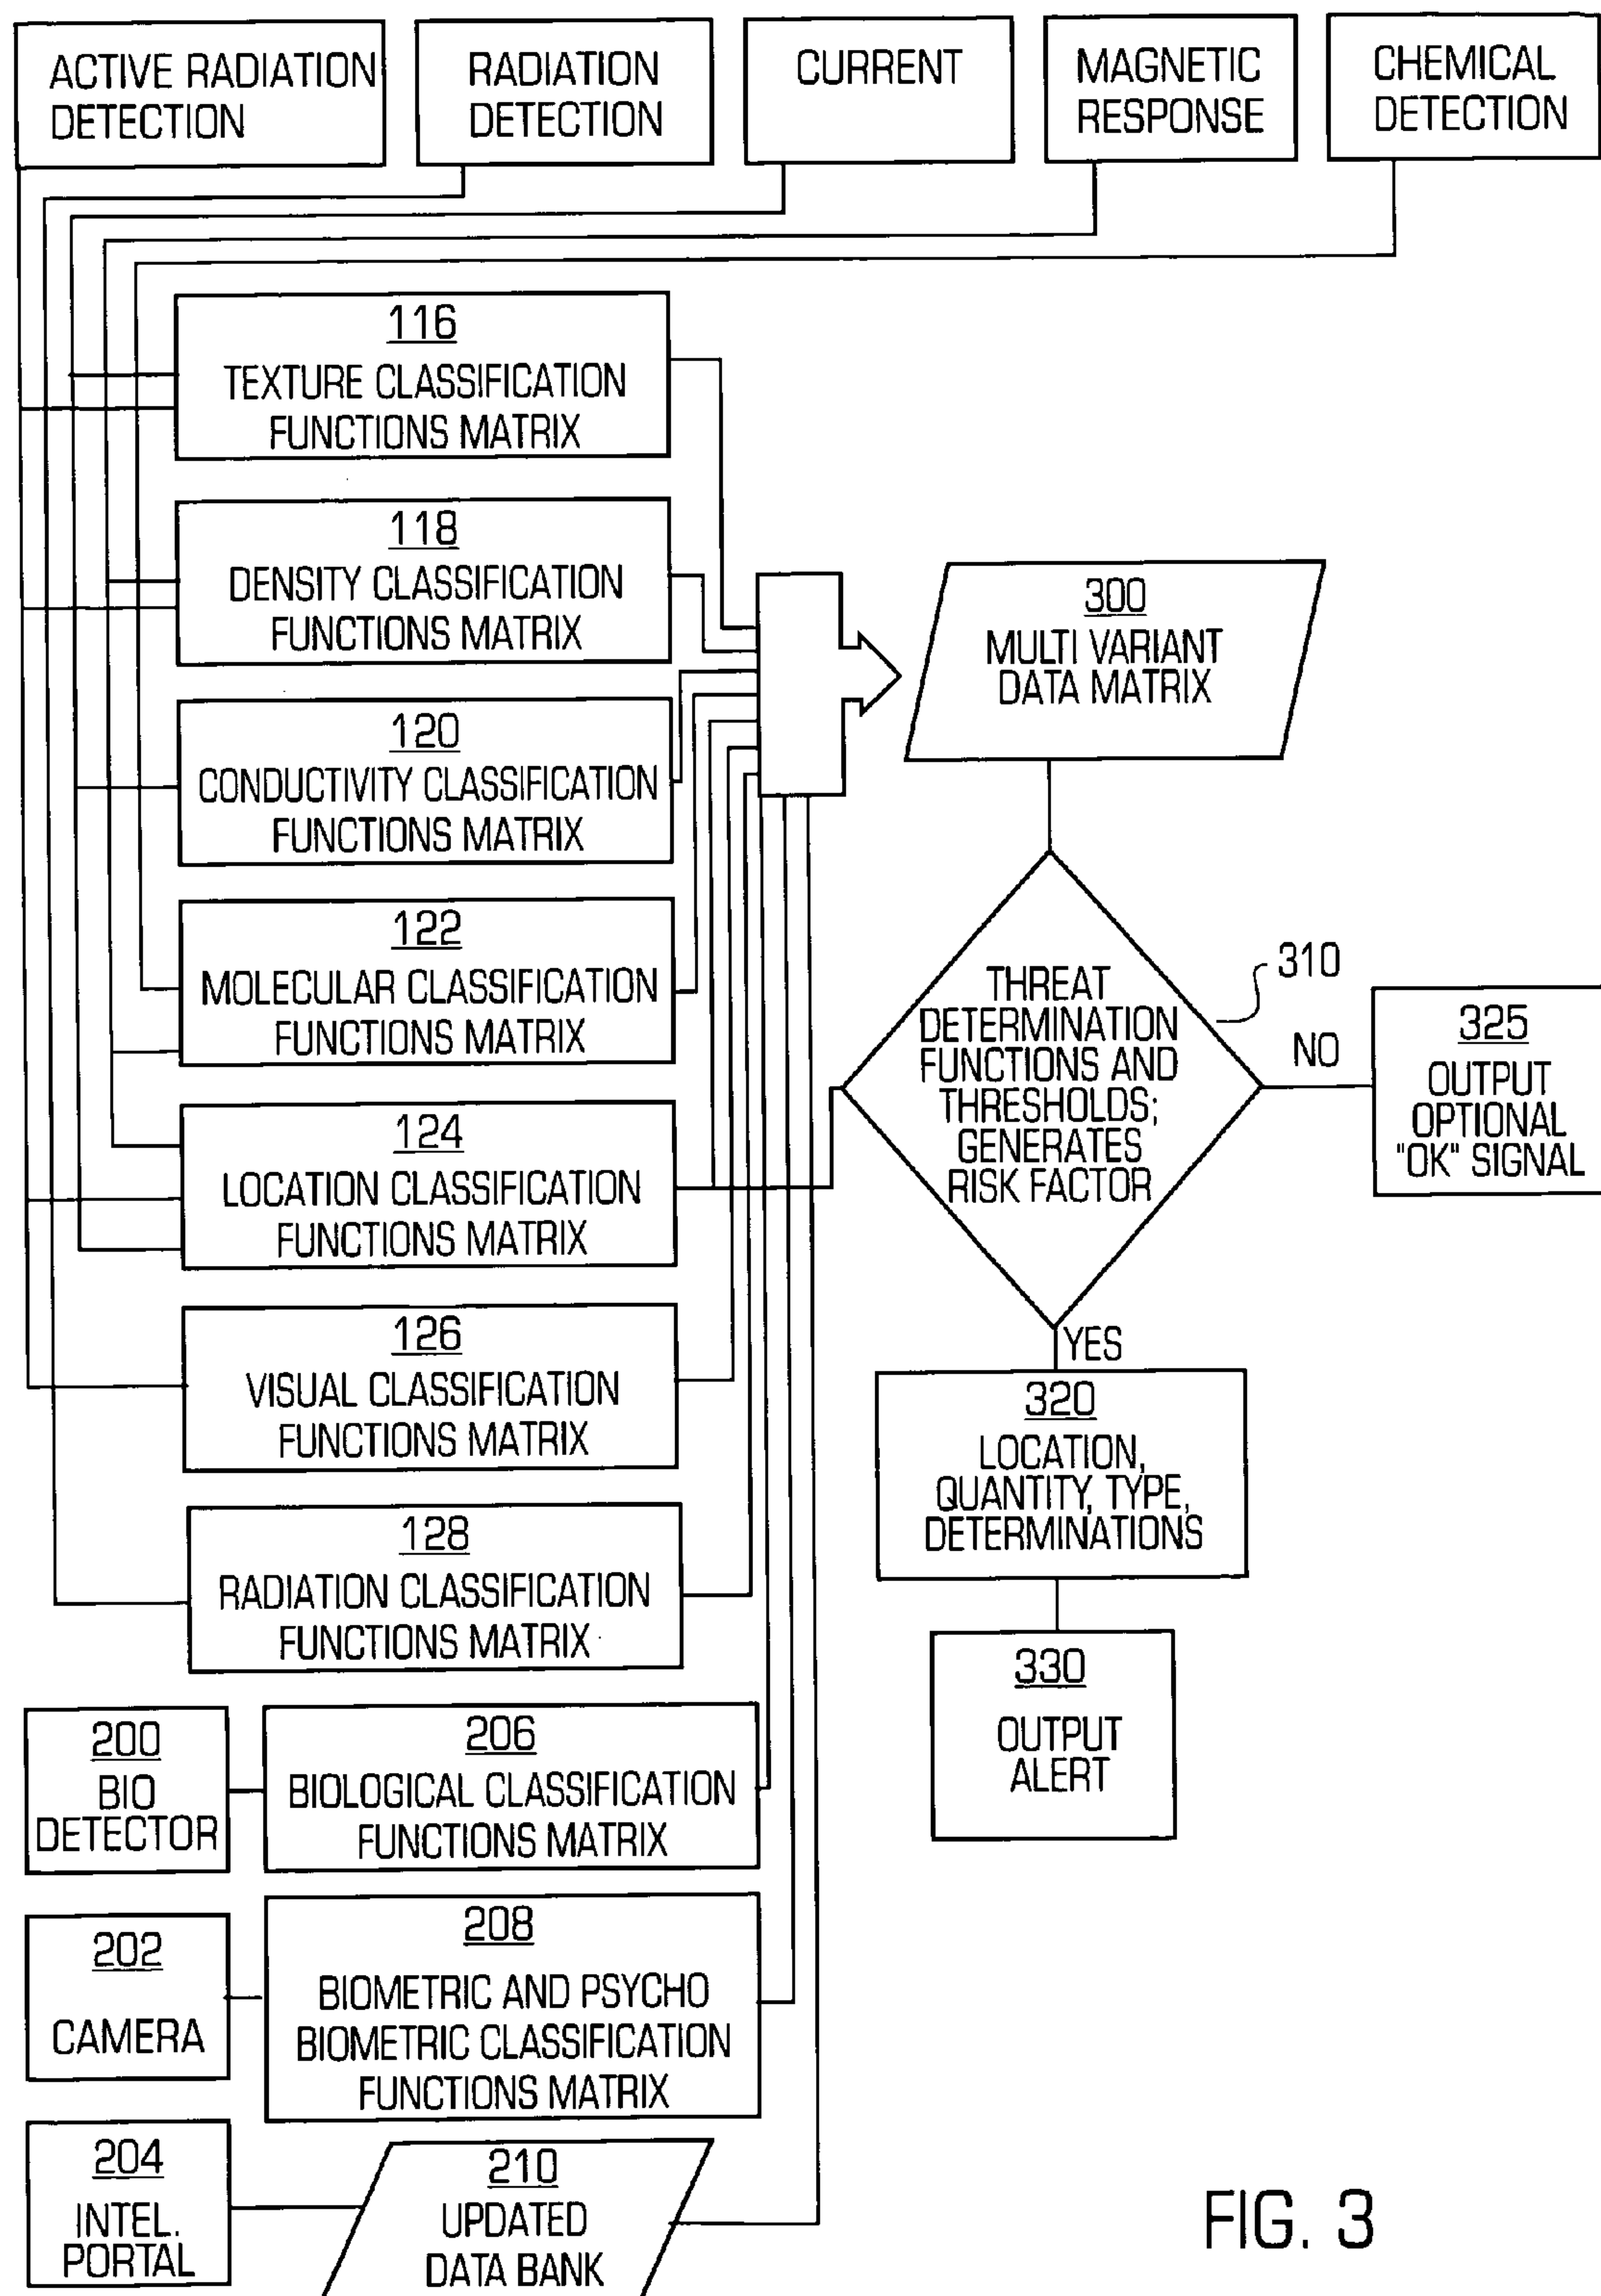 ACTIVE RADIATION
DETECTION
RADIATION
DETECTION
CURRENT
MAGNETIC
RESPONSE
CHEMICAL
DETECTION
116
TEXTURE CLASSIFICATION
FUNCTIONS MATRIX
118
DENSITY CLASSIFICATION
FUNCTIONS MATRIX
120
CONDUCTIVITY CLASSIFICATION
FUNCTIONS MATRIX
122
MOLECULAR CLASSIFICATION
FUNCTIONS MATRIX
124
LOCATION CLASSIFICATION
FUNCTIONS MATRIX
126
VISUAL CLASSIFICATION
FUNCTIONS MATRIX
128
RADIATION CLASSIFICATION
FUNCTIONS MATRIX
200
BIO
DETECTOR
206
BIOLOGICAL CLASSIFICATION
FUNCTIONS MATRIX
202
CAMERA
208
BIOMETRIC AND PSYCHO
BIOMETRIC CLASSIFICATION
FUNCTIONS MATRIX
204
INTEL.
PORTAL
210
UPDATED
DATA BANK
300
MULTI VARIANT
DATA MATRIX
310
THREAT
DETERMINATION
FUNCTIONS AND
THRESHOLDS;
GENERATES
RISK FACTOR
NO
325
OUTPUT
OPTIONAL
"OK" SIGNAL
YES
320
LOCATION,
QUANTITY, TYPE,
DETERMINATIONS
330
OUTPUT
ALERT
FIG. 3